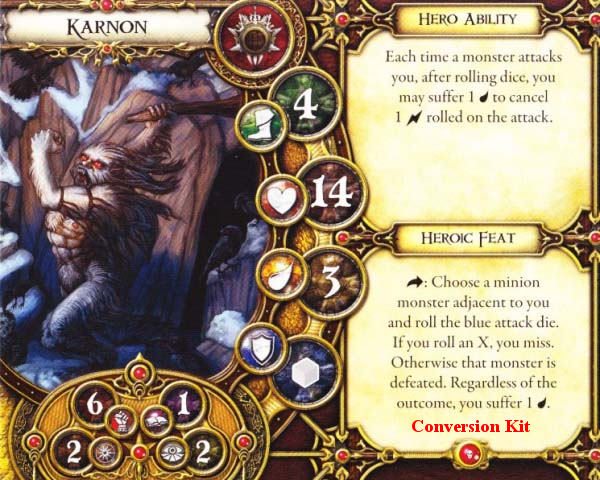 KARNON
4
14
3
6
1
2
2
HERO ABILITY
Each time a monster attacks
you, after rolling dice, you
may suffer 1 to cancel
1 rolled on the attack.
HEROIC FEAT
: Choose a minion
monster adjacent to you
and roll the blue attack die.
If you roll an X, you miss.
Otherwise that monster is
defeated. Regardless of the
outcome, you suffer 1 .
Conversion Kit